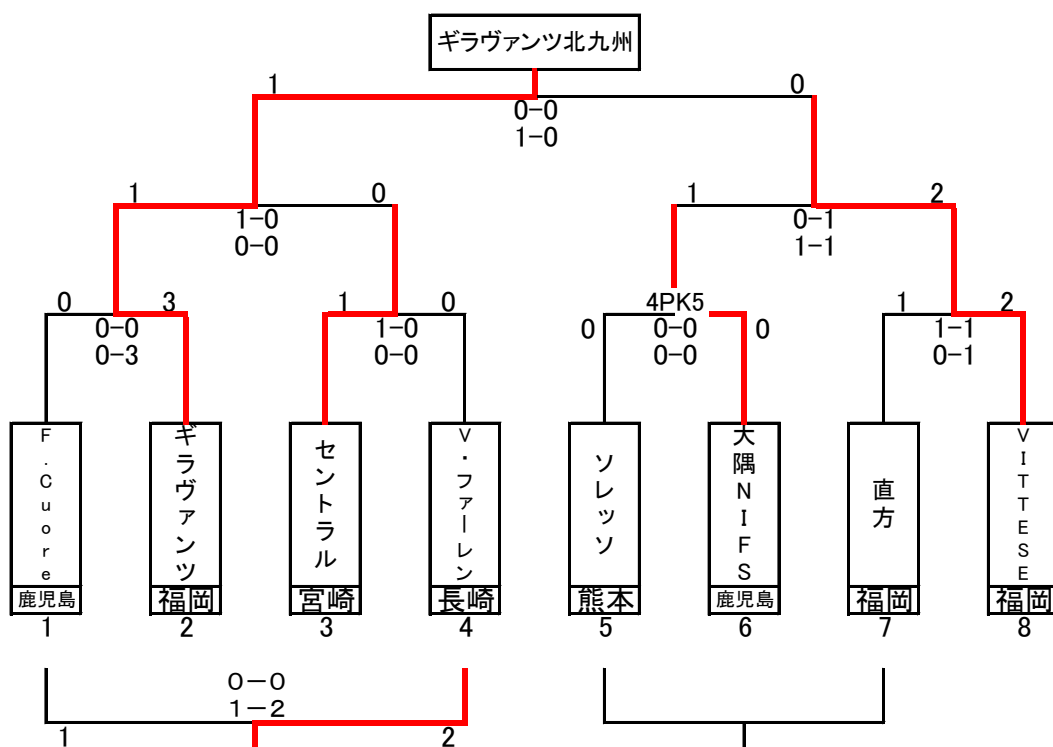 ギラヴァンツ北九州
1 0
0-0
1-0
1 0 1 2
1-0 0-1
0-0 1-1
0 3 1 0 4PK5 1 2
0-0 1-0 0 0-0 0 1-1
0-3 0-0 0-0 0-1
F.Cuore
ギラヴァンツ
セントラル
V・ファーレン
ソレッソ
大隅NIFS
直方
VITTESE
鹿児島 福岡 宮崎 長崎 熊本 鹿児島 福岡 福岡
1 2 3 4 5 6 7 8
0-0
1-2
1 2